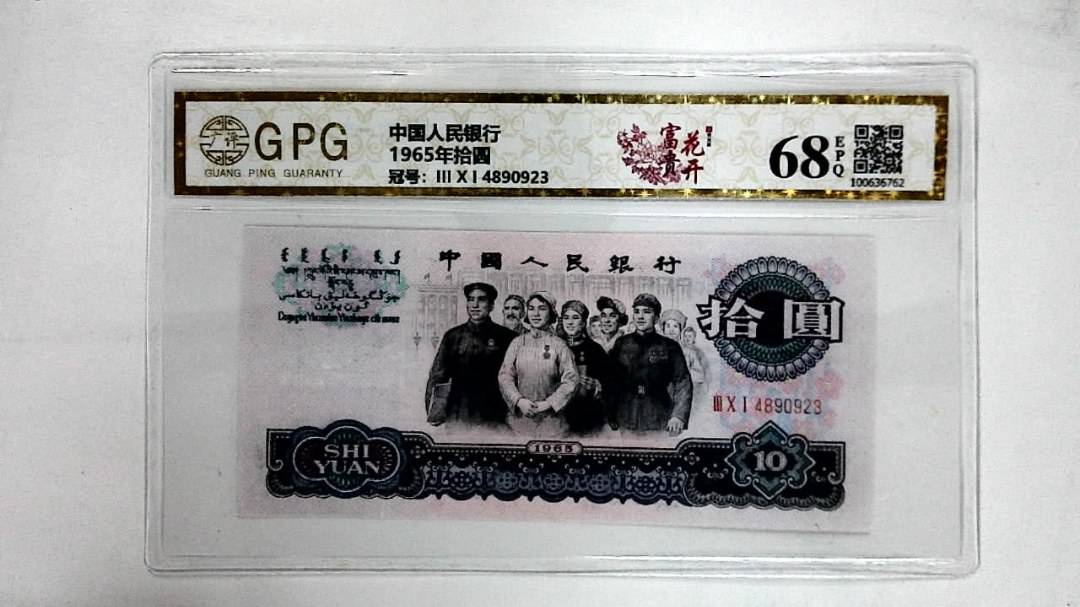 GPG
GUANG PING GUARANTY
中国人民银行
1965年拾圆
冠号: III X I 4890923
富贵
花开
68 EPQ
100636762
中國人民銀行
拾圓
III X I 4890923
1965
SHI
YUAN
10